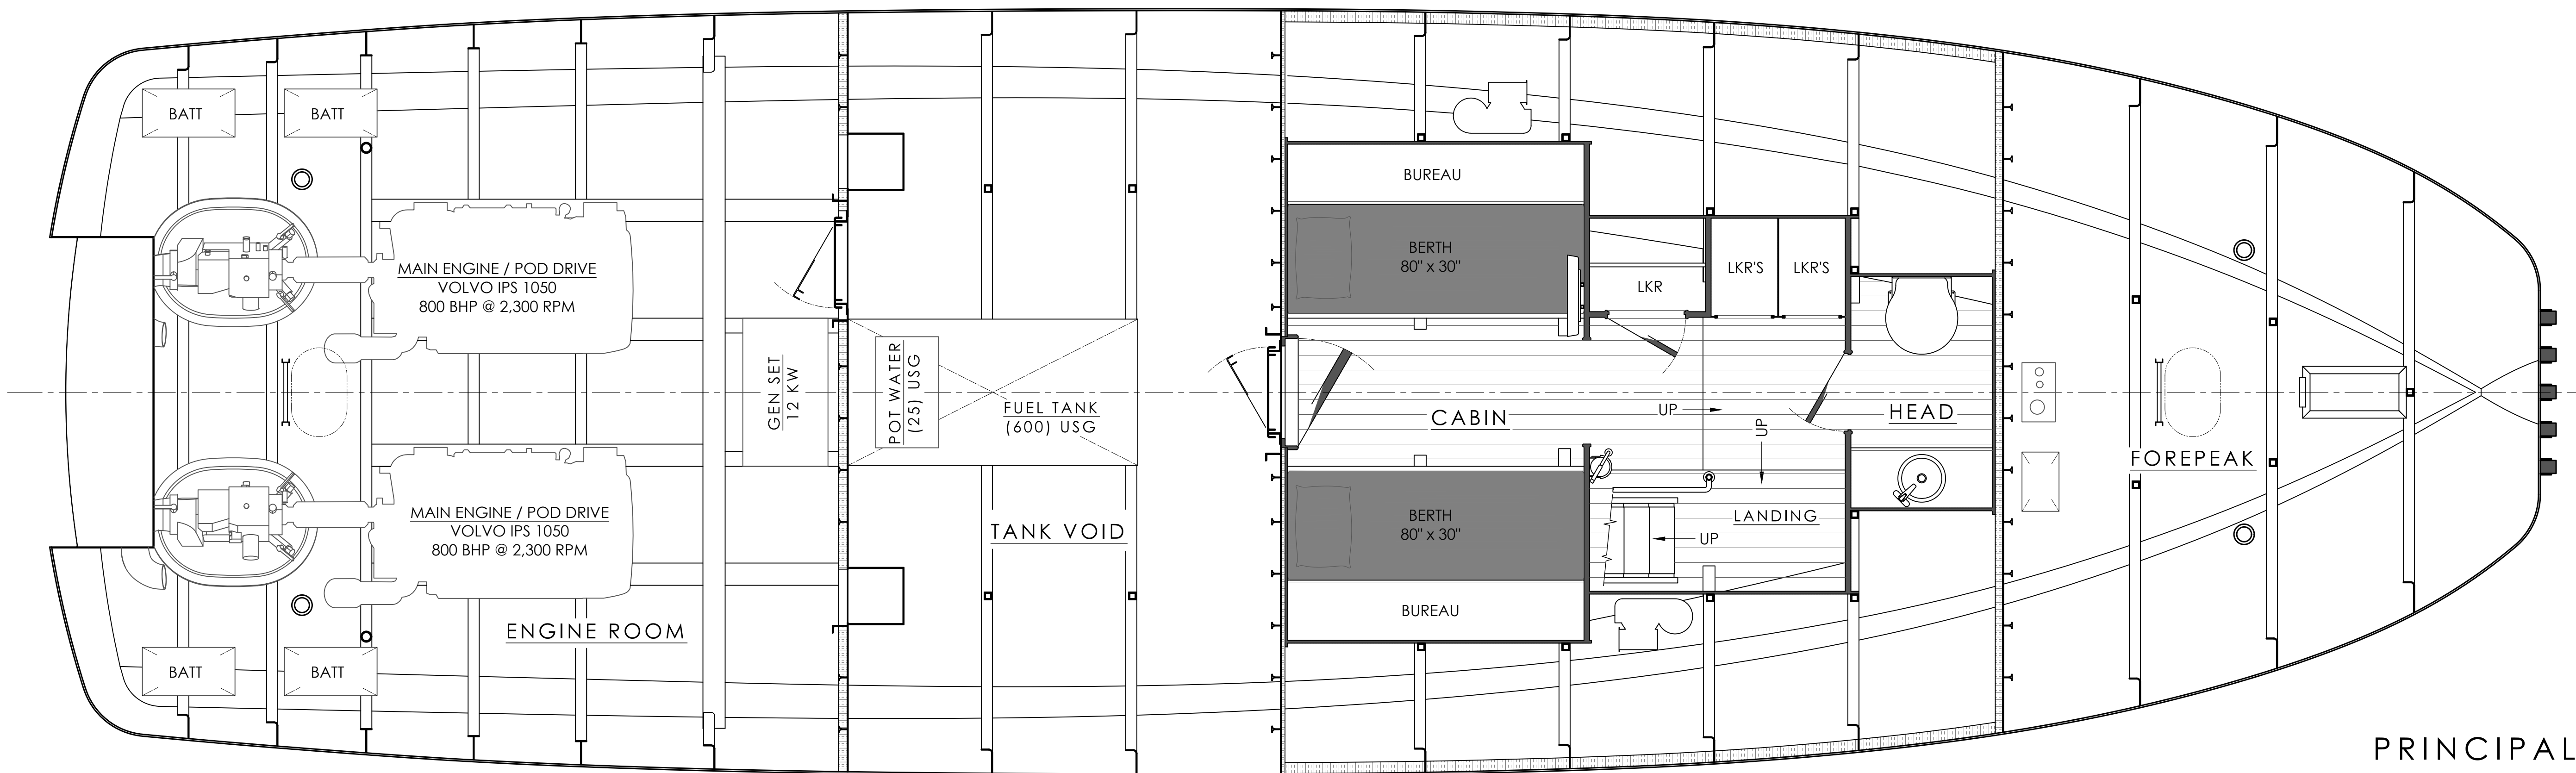 BATT
BATT
MAIN ENGINE / POD DRIVE
VOLVO IPS 1050
800 BHP @ 2,300 RPM
MAIN ENGINE / POD DRIVE
VOLVO IPS 1050
800 BHP @ 2,300 RPM
ENGINE ROOM
BATT
BATT
GEN SET
12 KW
POT WATER
(25) USG
FUEL TANK
(600) USG
TANK VOID
BUREAU
BERTH
80" x 30"
LKR
LKR'S
LKR'S
CABIN
UP
UP
HEAD
BERTH
80" x 30"
LANDING
UP
BUREAU
FOREPEAK
PRINCIPAL